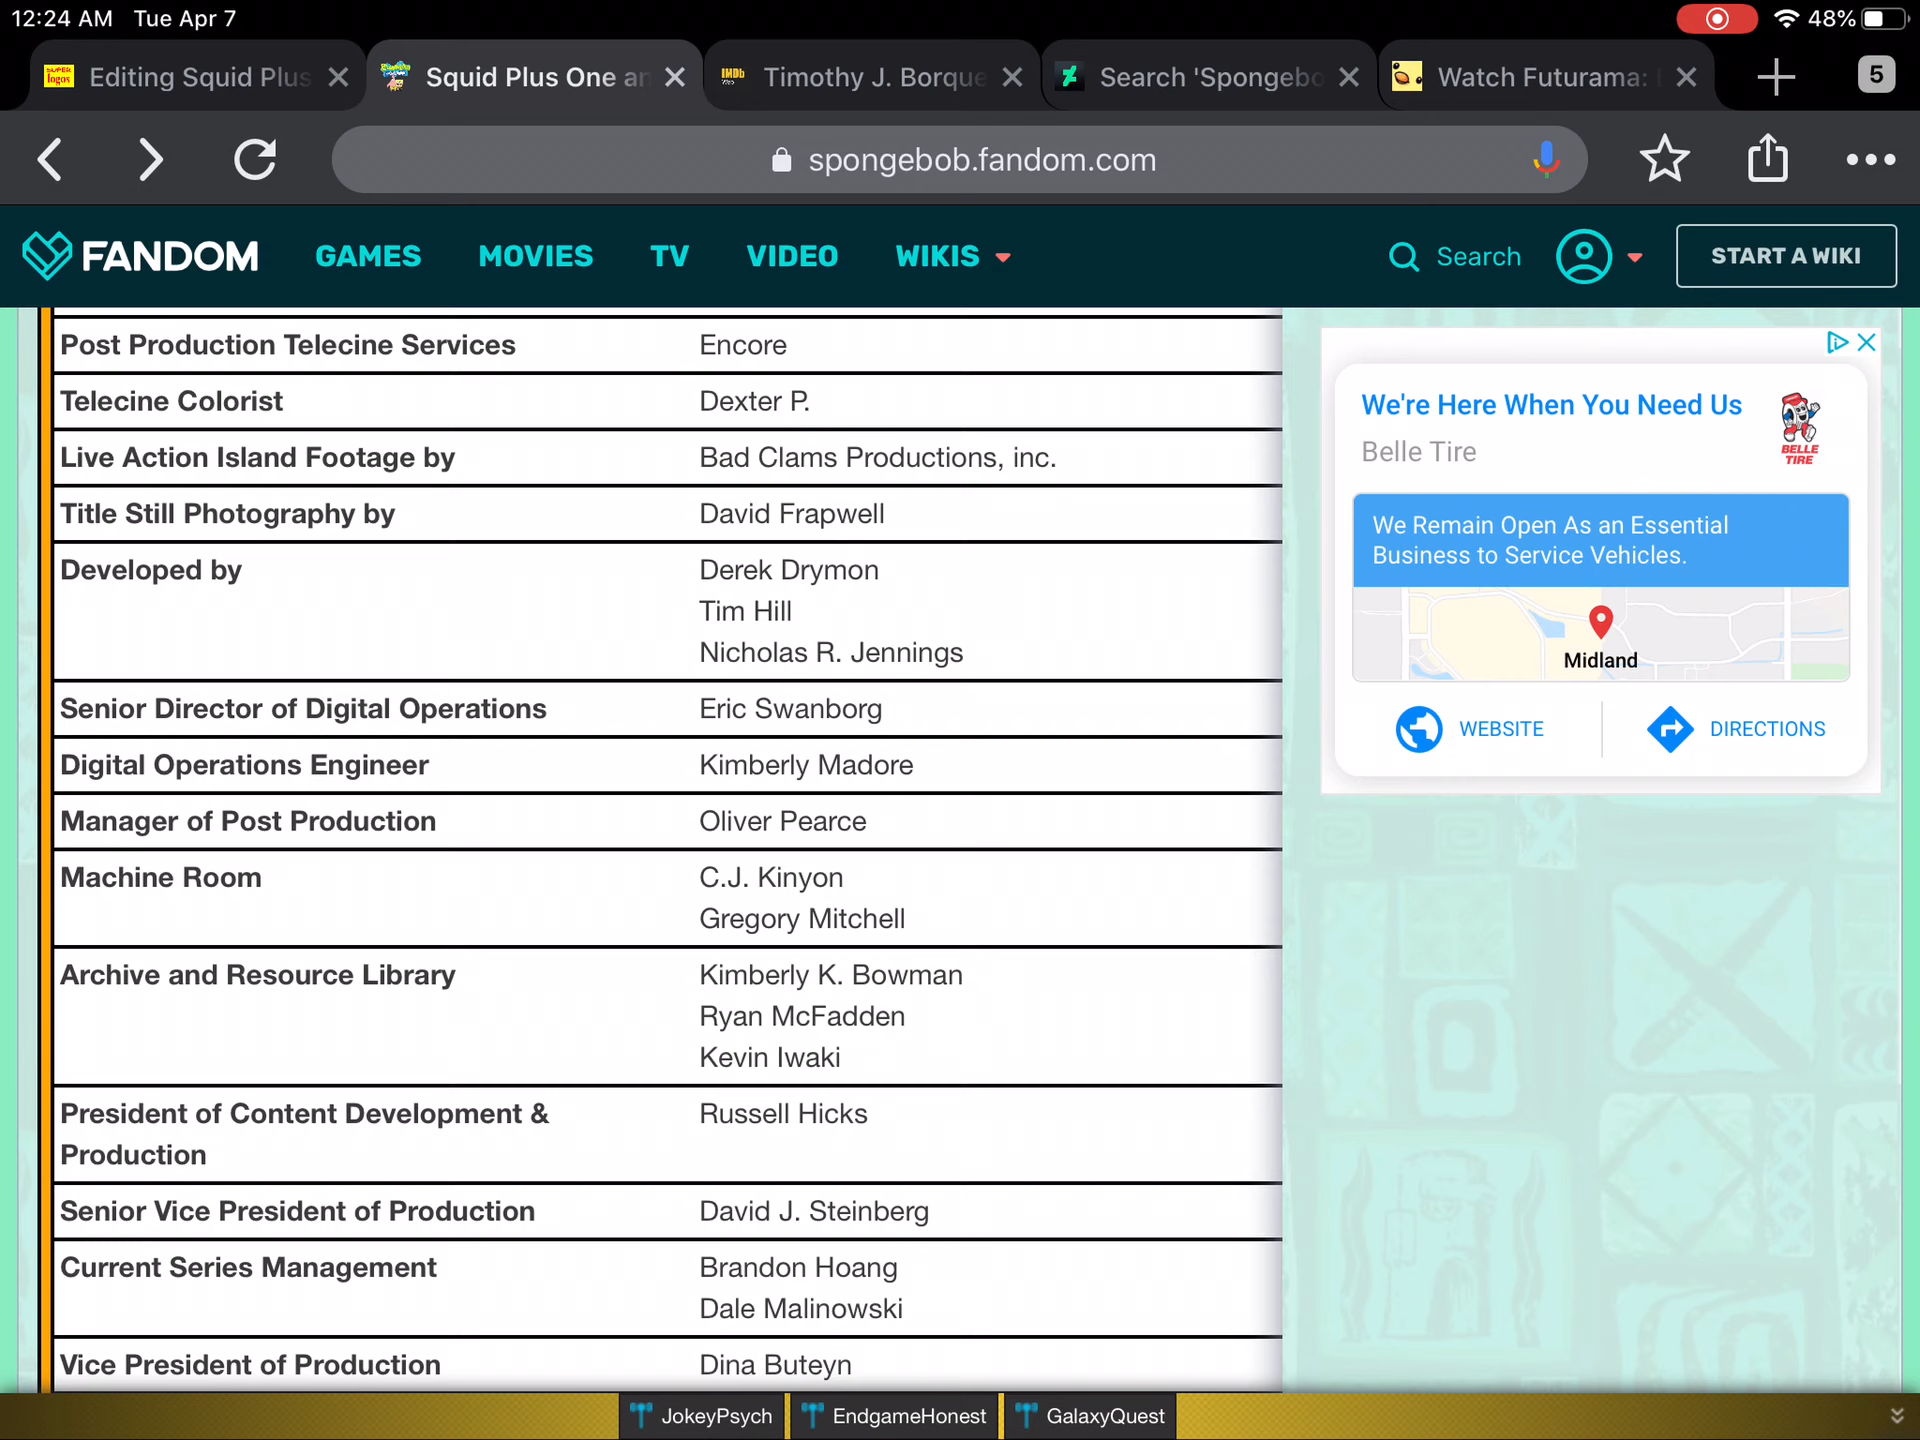 12:24 AM Tue Apr 7
48%
Editing Squid Plus
Squid Plus One ar
IMDb Timothy J. Borque
Search 'Spongebo
Watch Futurama:
5
spongebob.fandom.com
FANDOM GAMES MOVIES TV VIDEO WIKIS Search START A WIKI
Post Production Telecine Services Encore
Telecine Colorist Dexter P.
Live Action Island Footage by Bad Clams Productions, inc.
Title Still Photography by David Frapwell
Developed by Derek Drymon
Tim Hill
Nicholas R. Jennings
Senior Director of Digital Operations Eric Swanborg
Digital Operations Engineer Kimberly Madore
Manager of Post Production Oliver Pearce
Machine Room C.J. Kinyon
Gregory Mitchell
Archive and Resource Library Kimberly K. Bowman
Ryan McFadden
Kevin Iwaki
President of Content Development & Russell Hicks
Production
Senior Vice President of Production David J. Steinberg
Current Series Management Brandon Hoang
Dale Malinowski
Vice President of Production Dina Buteyn
We're Here When You Need Us
Belle Tire
BELLE
TIRE
We Remain Open As an Essential
Business to Service Vehicles.
Midland
WEBSITE DIRECTIONS
JokeyPsych EndgameHonest GalaxyQuest